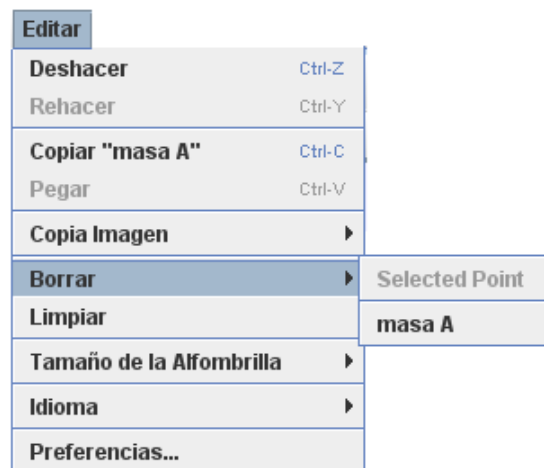 Editar
Deshacer Ctrl-Z
Rehacer Ctrl-Y
Copiar "masa A" Ctrl-C
Pegar Ctrl-V
Copia Imagen
Borrar
Selected Point
Limpiar
masa A
Tamaño de la Alfombrilla
Idioma
Preferencias...